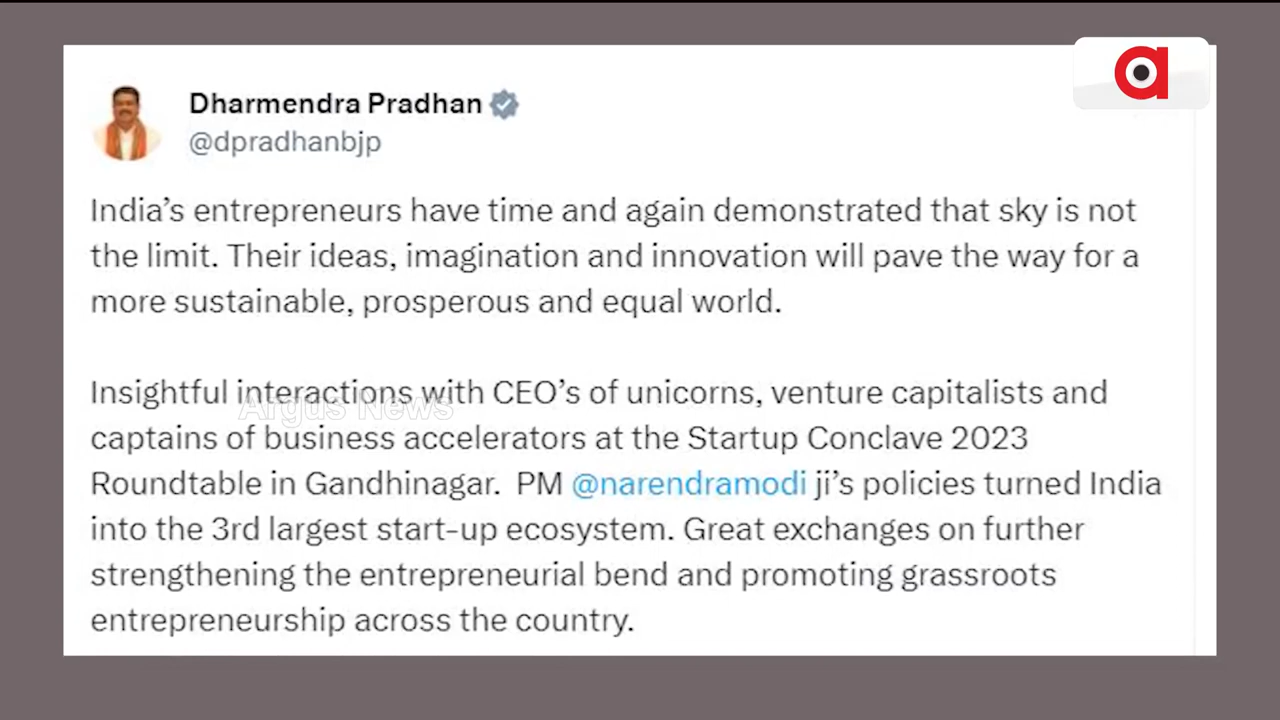 Dharmendra Pradhan
@dpradhanbjp
India's entrepreneurs have time and again demonstrated that sky is not
the limit. Their ideas, imagination and innovation will pave the way for a
more sustainable, prosperous and equal world.
Insightful interactions with CEO's of unicorns, venture capitalists and
Argus News
captains of business accelerators at the Startup Conclave 2023
Roundtable in Gandhinagar.  PM @narendramodi ji's policies turned India
into the 3rd largest start-up ecosystem. Great exchanges on further
strengthening the entrepreneurial bend and promoting grassroots
entrepreneurship across the country.
a